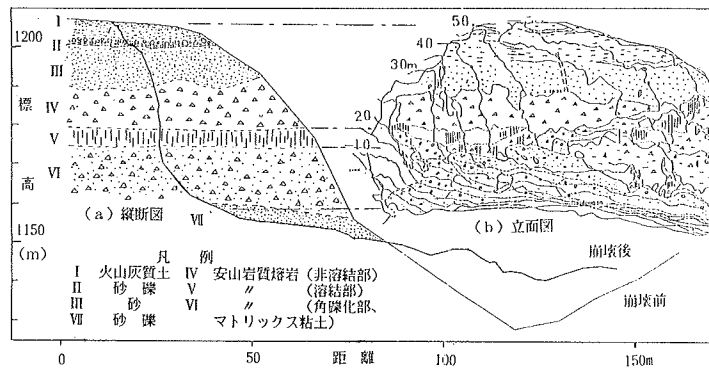 1200
Ⅰ
Ⅱ
Ⅲ
標
Ⅳ
Ⅴ
高
Ⅵ
(a) 縦断図
Ⅶ
1150
(m)
50
40
30m
20
10
(b) 立面図
崩壊後
崩壊前
凡 例
Ⅰ 火山灰質土 Ⅳ 安山岩質熔岩(非溶結部)
Ⅱ 砂 礫 Ⅴ 〃 (溶結部)
Ⅲ 砂 Ⅵ 〃 (角礫化部、
Ⅶ 砂 礫 マトリックス粘土)
0 50 距 離 100 150m